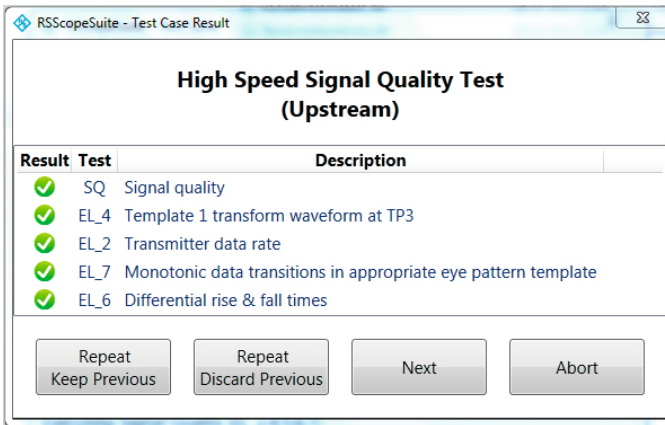 RSScopeSuite - Test Case Result
High Speed Signal Quality Test
(Upstream)
Result Test Description
SQ Signal quality
EL_4 Template 1 transform waveform at TP3
EL_2 Transmitter data rate
EL_7 Monotonic data transitions in appropriate eye pattern template
EL_6 Differential rise & fall times
Repeat
Keep Previous
Repeat
Discard Previous
Next
Abort